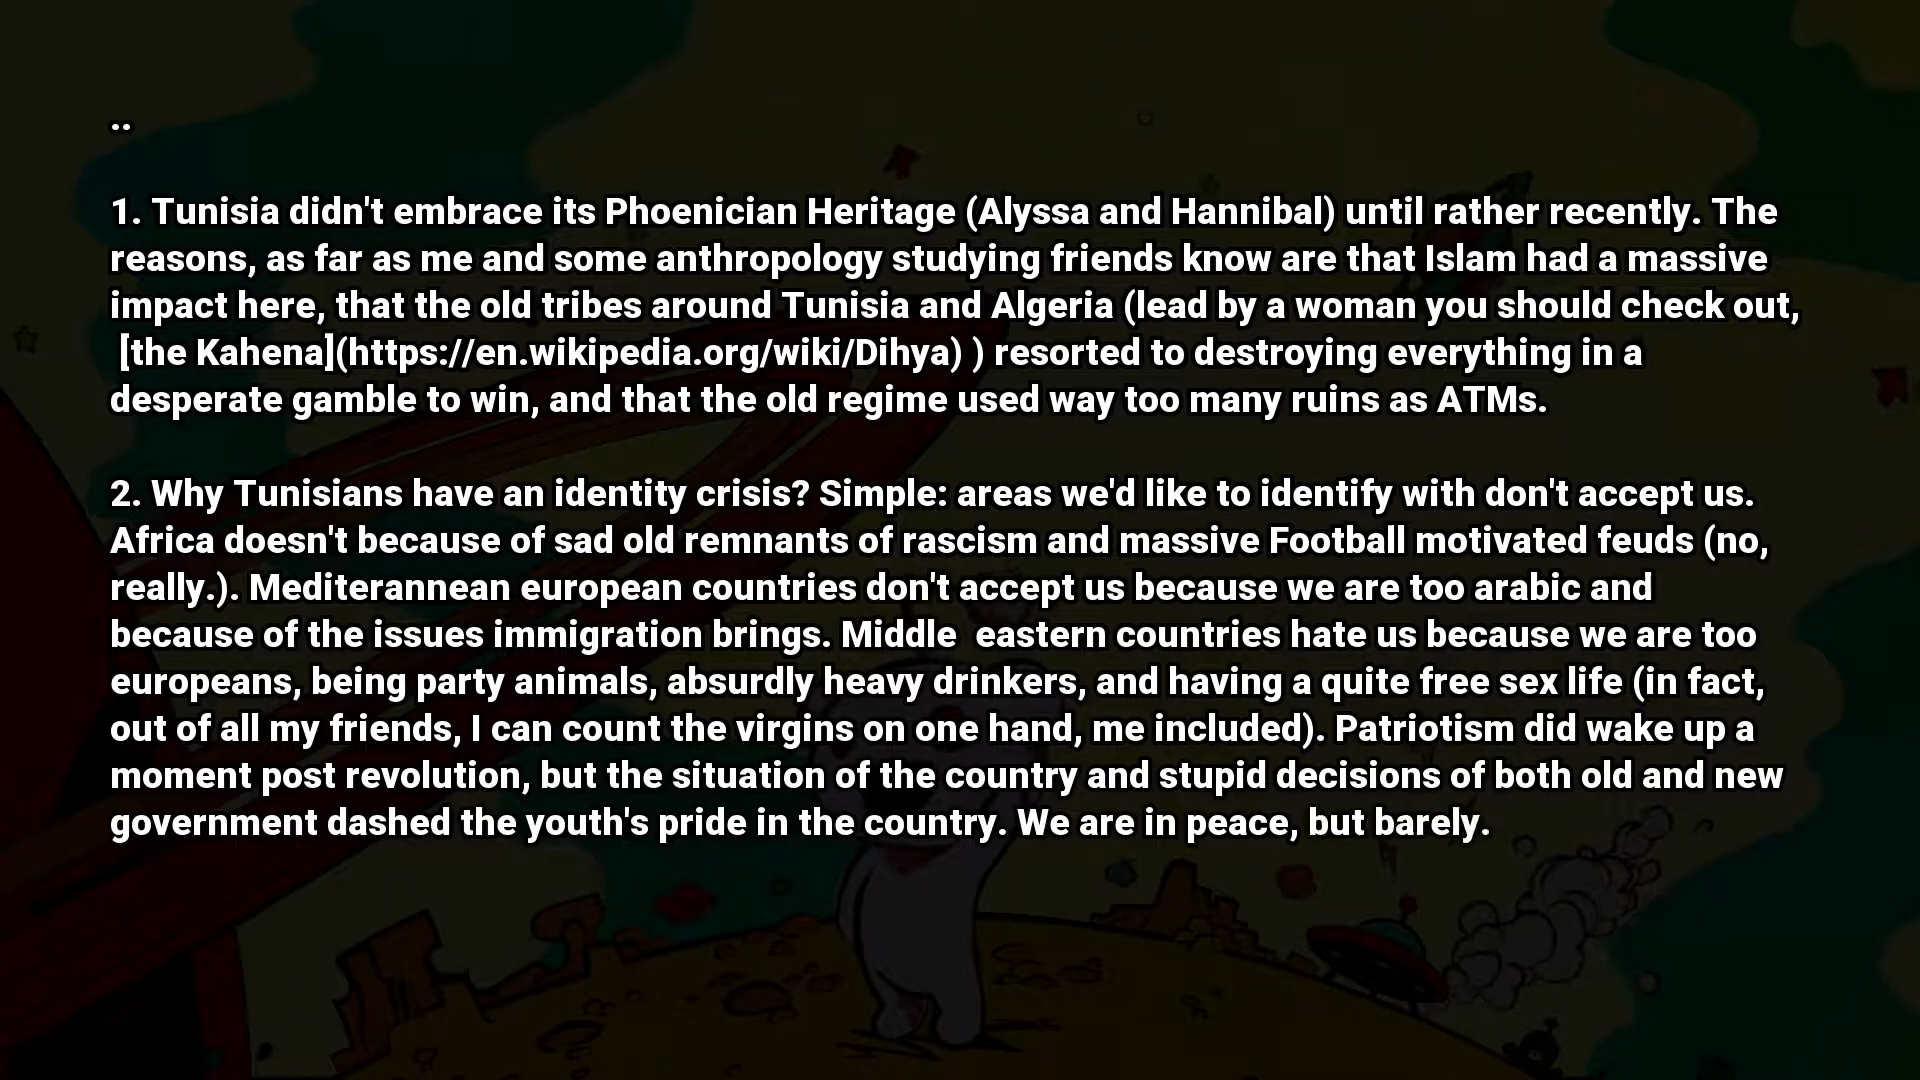 ..
1. Tunisia didn't embrace its Phoenician Heritage (Alyssa and Hannibal) until rather recently. The
reasons, as far as me and some anthropology studying friends know are that Islam had a massive
impact here, that the old tribes around Tunisia and Algeria (lead by a woman you should check out,
[the Kahena](https://en.wikipedia.org/wiki/Dihya) ) resorted to destroying everything in a
desperate gamble to win, and that the old regime used way too many ruins as ATMs.
2. Why Tunisians have an identity crisis? Simple: areas we'd like to identify with don't accept us.
Africa doesn't because of sad old remnants of rascism and massive Football motivated feuds (no,
really.). Mediterannean european countries don't accept us because we are too arabic and
because of the issues immigration brings. Middle  eastern countries hate us because we are too
europeans, being party animals, absurdly heavy drinkers, and having a quite free sex life (in fact,
out of all my friends, I can count the virgins on one hand, me included). Patriotism did wake up a
moment post revolution, but the situation of the country and stupid decisions of both old and new
government dashed the youth's pride in the country. We are in peace, but barely.